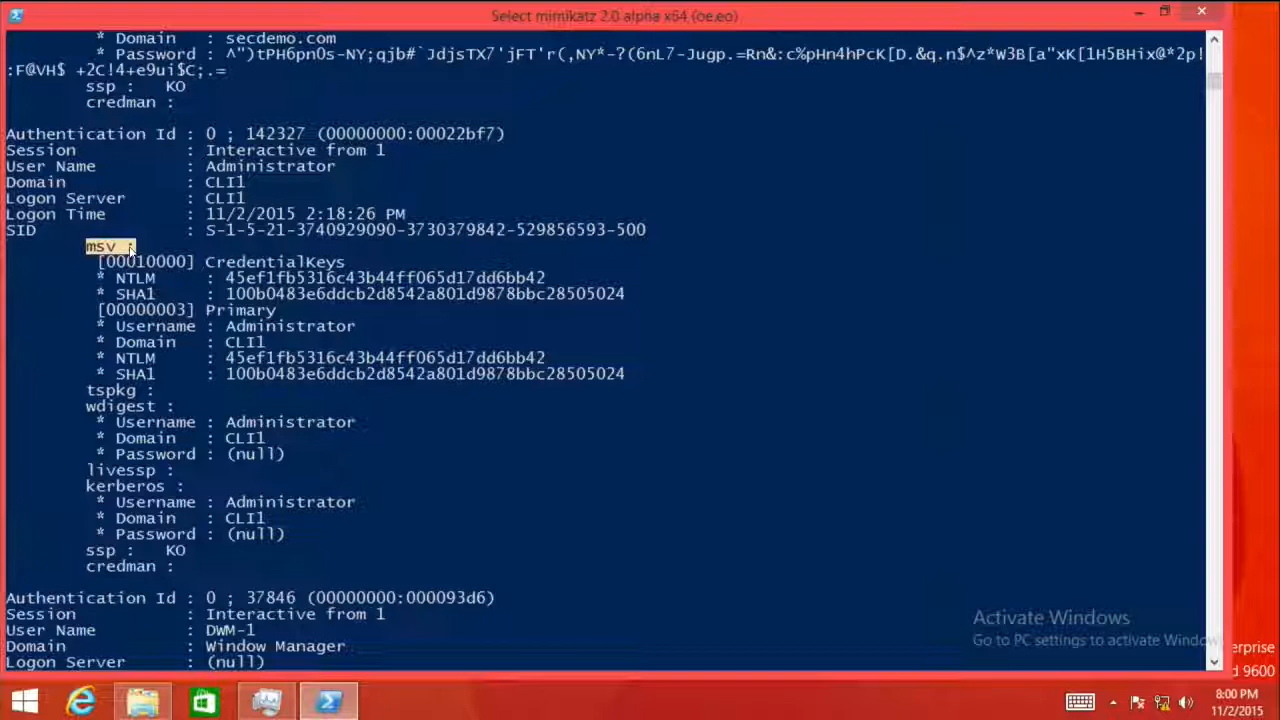 Select mimikatz 2.0 alpha x64 (oe.eo)
* Domain : secdemo.com
* Password : ^")tPH6pnOs-NY;qjb#`JdjsTX7'jFT'r(,NY*-?(6nL7-Jugp.=Rn&:c%pHn4hPcK[D.&q.n$^z*W3B[a"xK[1H5BHix@*2p!
:F@VH$ +2C!4+e9ui$C;.=
ssp : KO
credman :
Authentication Id : 0 ; 142327 (00000000:00022bf7)
Session : Interactive from 1
User Name : Administrator
Domain : CLI1
Logon Server : CLI1
Logon Time : 11/2/2015 2:18:26 PM
SID : S-1-5-21-3740929090-3730379842-529856593-500
msv :
[00010000] CredentialKeys
* NTLM : 45ef1fb5316c43b44ff065d17dd6bb42
* SHA1 : 100b0483e6ddcb2d8542a801d9878bbc28505024
[00000003] Primary
* Username : Administrator
* Domain : CLI1
* NTLM : 45ef1fb5316c43b44ff065d17dd6bb42
* SHA1 : 100b0483e6ddcb2d8542a801d9878bbc28505024
tspkg :
wdigest :
* Username : Administrator
* Domain : CLI1
* Password : (null)
livessp :
kerberos :
* Username : Administrator
* Domain : CLI1
* Password : (null)
ssp : KO
credman :
Authentication Id : 0 ; 37846 (00000000:000093d6)
Session : Interactive from 1
User Name : DWM-1
Domain : Window Manager
Logon Server : (null)
Activate Windows
Go to PC settings to activate Window
erprise
d 9600
8:00 PM
11/2/2015